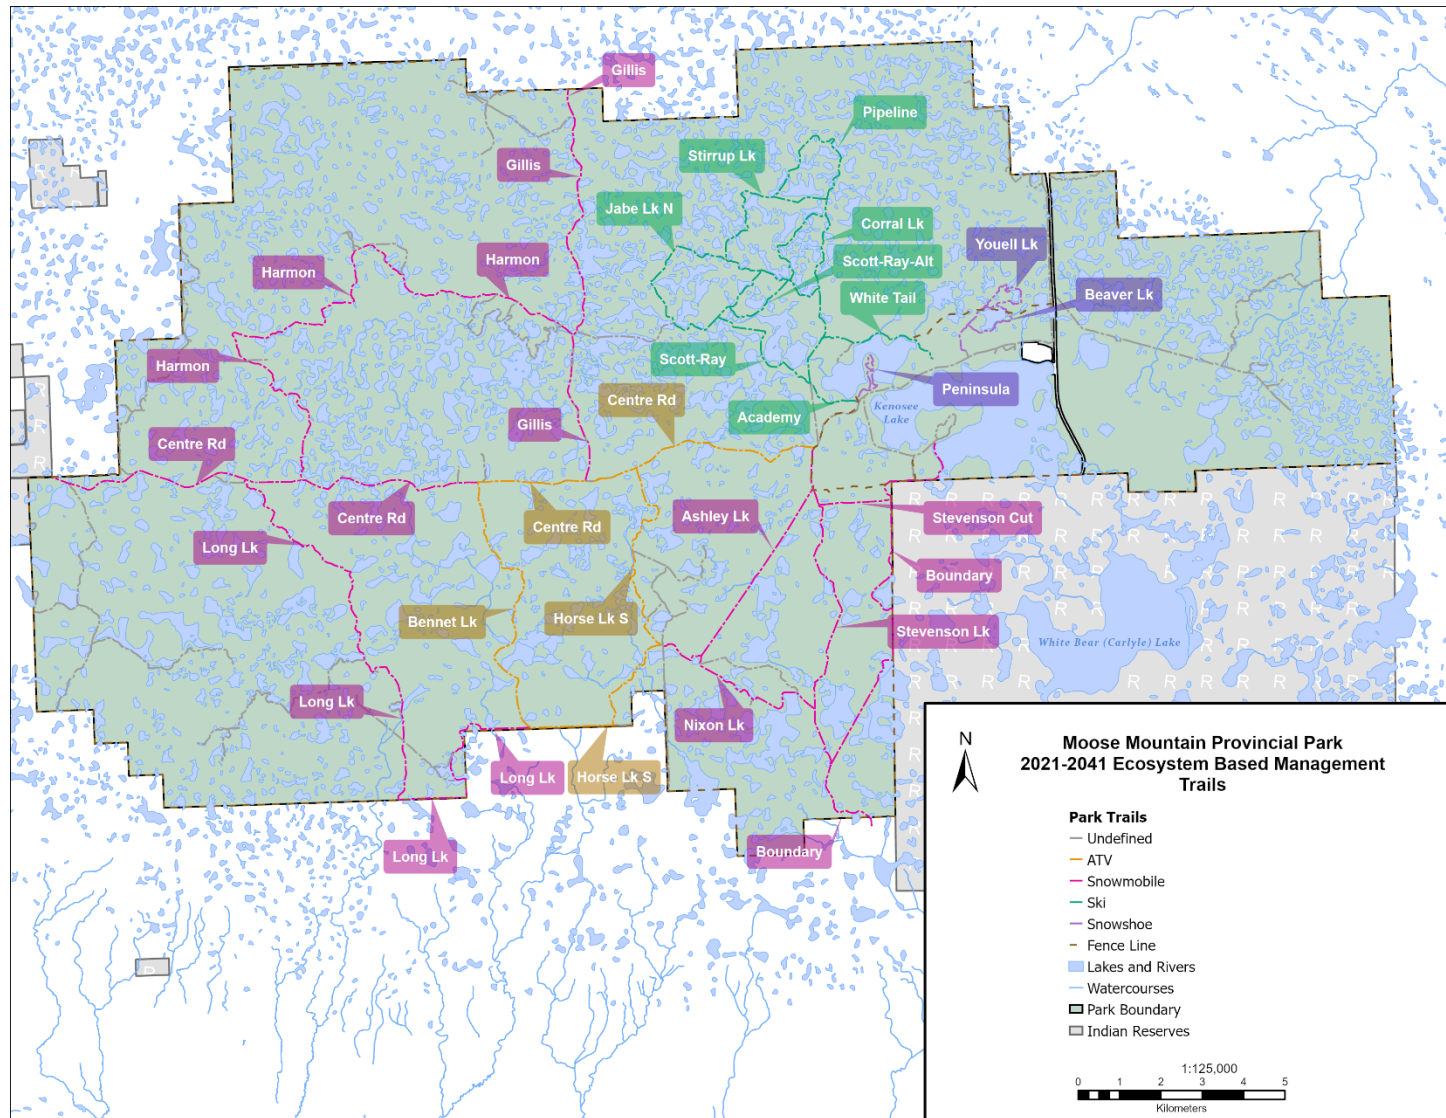 Gillis
Pipeline
Stirrup Lk
Gillis
Jabe Lk N
Corral Lk
Youell Lk
Harmon
Harmon
Scott-Ray-Alt
White Tail
Beaver Lk
Harmon
Scott-Ray
Peninsula
Centre Rd
Academy
Kenosee
Lake
Gillis
Centre Rd
Centre Rd
Centre Rd
Ashley Lk
Stevenson Cut
Long Lk
Boundary
Bennet Lk
Horse Lk S
Stevenson Lk
White Bear (Carlyle) Lake
Long Lk
Nixon Lk
Long Lk
Horse Lk S
Long Lk
Boundary
N
Moose Mountain Provincial Park
2021-2041 Ecosystem Based Management
Trails
Park Trails
Undefined
ATV
Snowmobile
Ski
Snowshoe
Fence Line
Lakes and Rivers
Watercourses
Park Boundary
Indian Reserves
1:125,000
0 1 2 3 4 5
Kilometers